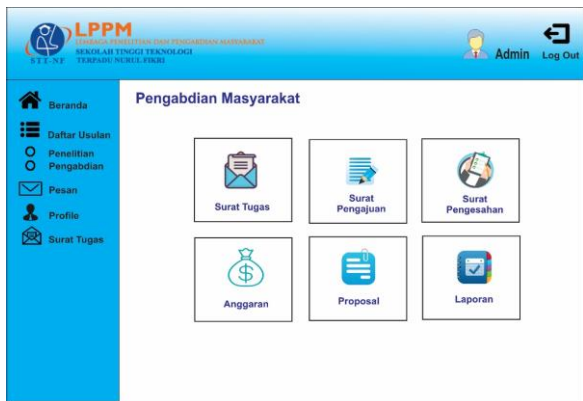 LPPM
LEMBAGA PENELITIAN DAN PENGABDIAN MASYARAKAT
SEKOLAH TINGGI TEKNOLOGI
TERPADU NURUL FIKRI
STT-NF
Admin
Log Out
Beranda
Daftar Usulan
Penelitian
Pengabdian
Pesan
Profile
Surat Tugas
Pengabdian Masyarakat
Surat Tugas
Surat
Pengajuan
Surat
Pengesahan
Anggaran
Proposal
Laporan